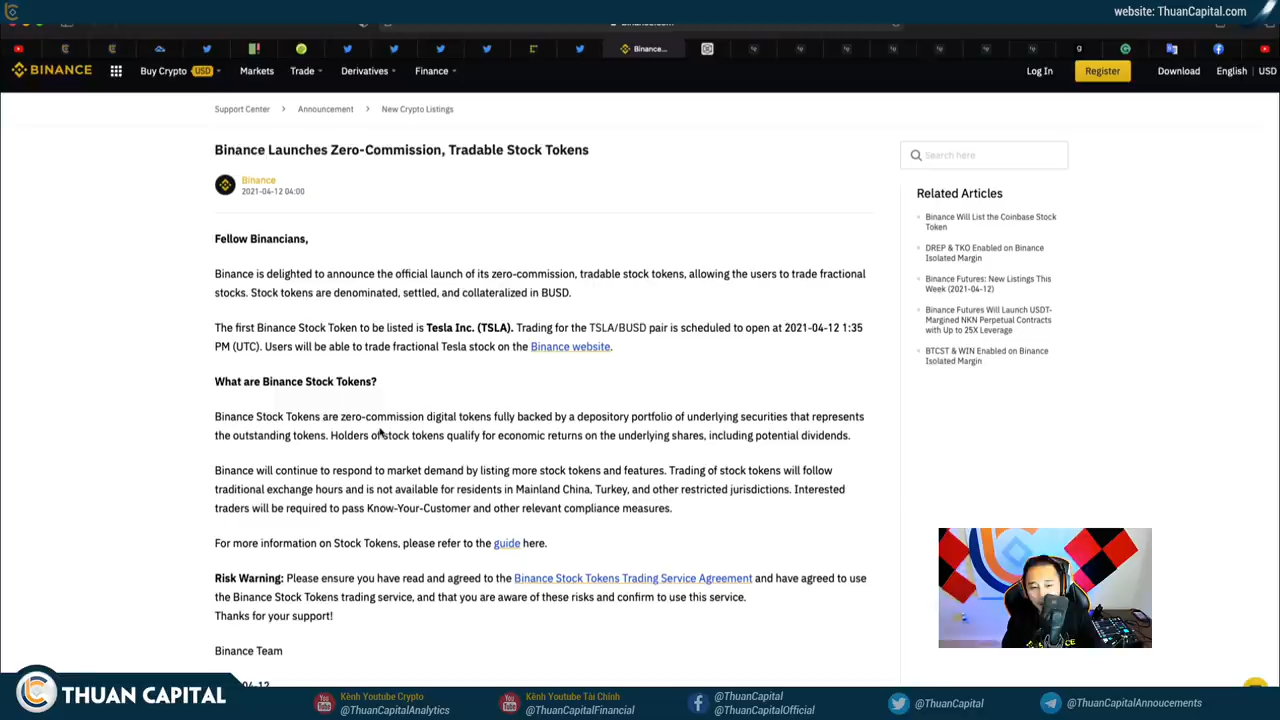 website: ThuanCapital.com
Binance...
BINANCE
Buy Crypto USD Markets Trade Derivatives Finance Log In Register Download English | USD
Support Center > Announcement > New Crypto Listings
Binance Launches Zero-Commission, Tradable Stock Tokens
Binance
2021-04-12 04:00
Fellow Binancians,
Binance is delighted to announce the official launch of its zero-commission, tradable stock tokens, allowing the users to trade fractional
stocks. Stock tokens are denominated, settled, and collateralized in BUSD.
The first Binance Stock Token to be listed is Tesla Inc. (TSLA). Trading for the TSLA/BUSD pair is scheduled to open at 2021-04-12 1:35
PM (UTC). Users will be able to trade fractional Tesla stock on the Binance website.
What are Binance Stock Tokens?
Binance Stock Tokens are zero-commission digital tokens fully backed by a depository portfolio of underlying securities that represents
the outstanding tokens. Holders of stock tokens qualify for economic returns on the underlying shares, including potential dividends.
Binance will continue to respond to market demand by listing more stock tokens and features. Trading of stock tokens will follow
traditional exchange hours and is not available for residents in Mainland China, Turkey, and other restricted jurisdictions. Interested
traders will be required to pass Know-Your-Customer and other relevant compliance measures.
For more information on Stock Tokens, please refer to the guide here.
Risk Warning: Please ensure you have read and agreed to the Binance Stock Tokens Trading Service Agreement and have agreed to use
the Binance Stock Tokens trading service, and that you are aware of these risks and confirm to use this service.
Thanks for your support!
Binance Team
Search here
Related Articles
Binance Will List the Coinbase Stock
Token
DREP & TKO Enabled on Binance
Isolated Margin
Binance Futures: New Listings This
Week (2021-04-12)
Binance Futures Will Launch USDT-
Margined NKN Perpetual Contracts
with Up to 25X Leverage
BTCST & WIN Enabled on Binance
Isolated Margin
THUAN CAPITAL
Kênh Youtube Crypto
@ThuanCapitalAnalytics
Kênh Youtube Tài Chính
@ThuanCapitalFinancial
@ThuanCapital
@ThuanCapitalOfficial
@ThuanCapital
@ThuanCapitalAnnoucements